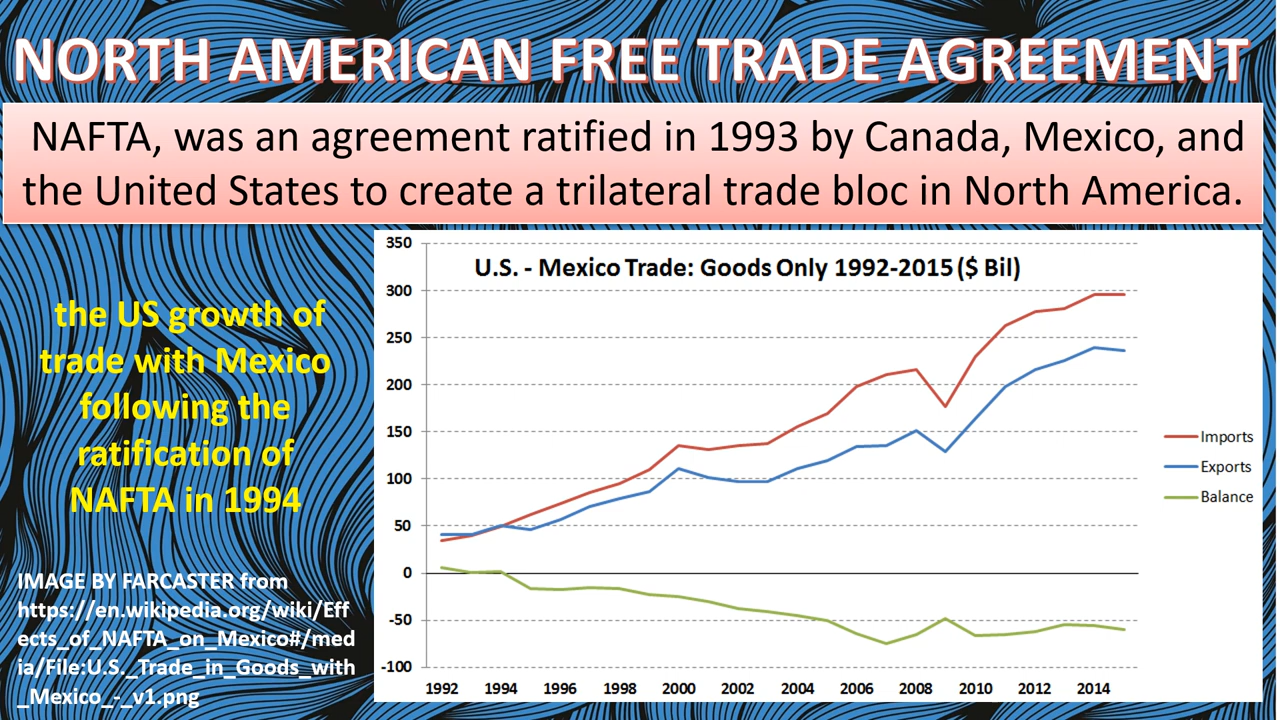 NORTH AMERICAN FREE TRADE AGREEMENT
NAFTA, was an agreement ratified in 1993 by Canada, Mexico, and
the United States to create a trilateral trade bloc in North America.
the US growth of
trade with Mexico
following the
ratification of
NAFTA in 1994
IMAGE BY FARCASTER from
https://en.wikipedia.org/wiki/Eff
ects_of_NAFTA_on_Mexico#/med
ia/File:U.S._Trade_in_Goods_with
_Mexico_-_v1.png
U.S. - Mexico Trade: Goods Only 1992-2015 ($ Bil)
350
300
250
200
150
100
50
0
-50
-100
1992 1994 1996 1998 2000 2002 2004 2006 2008 2010 2012 2014
Imports
Exports
Balance